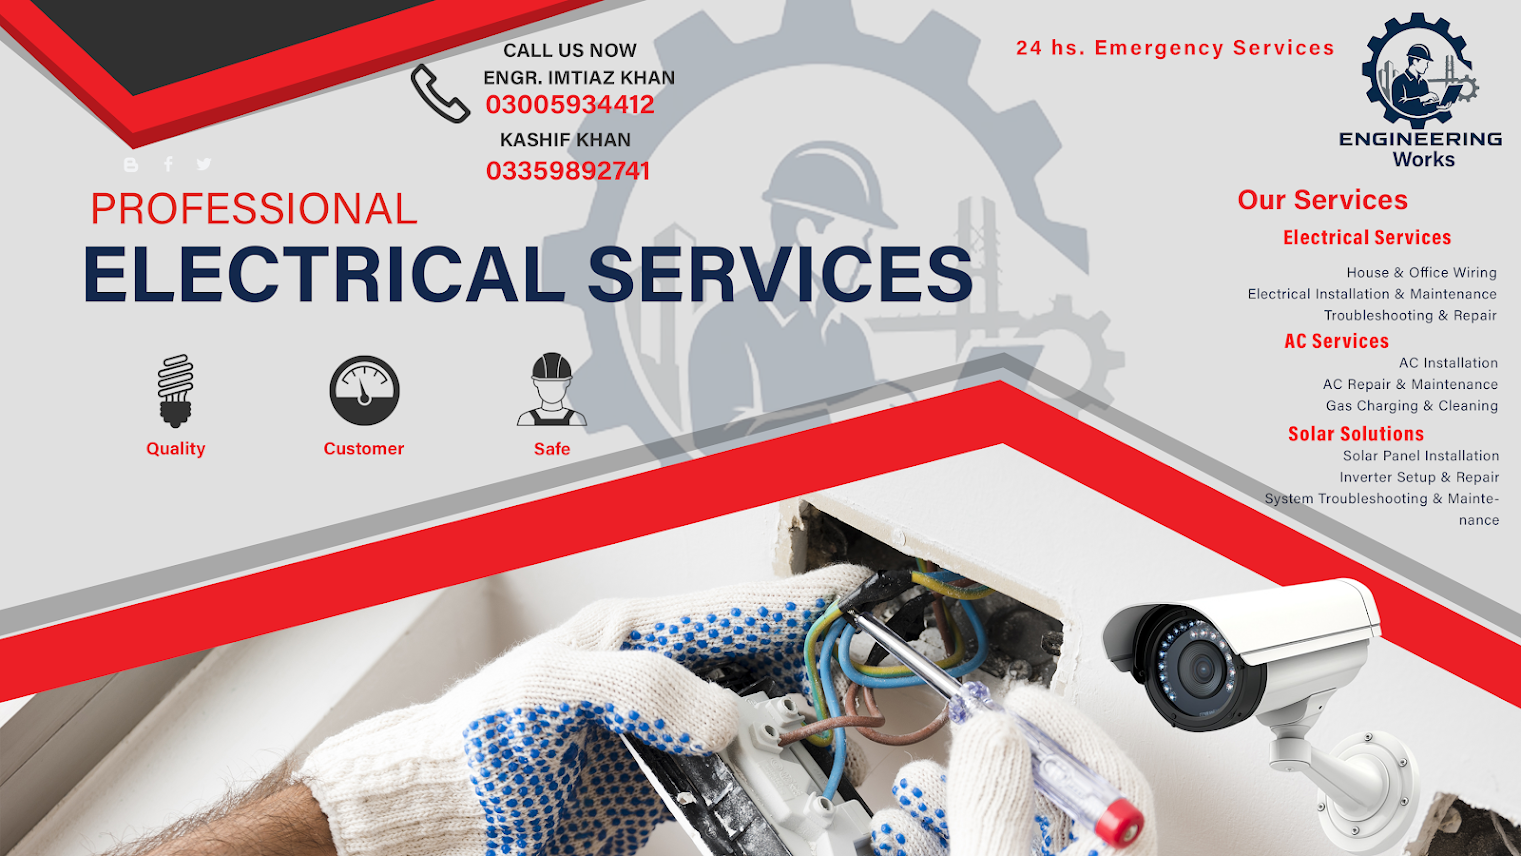 CALL US NOW
ENGR. IMTIAZ KHAN
03005934412
KASHIF KHAN
03359892741
24 hs. Emergency Services
ENGINEERING
Works
PROFESSIONAL
ELECTRICAL SERVICES
Quality
Customer
Safe
Our Services
Electrical Services
House & Office Wiring
Electrical Installation & Maintenance
Troubleshooting & Repair
AC Services
AC Installation
AC Repair & Maintenance
Gas Charging & Cleaning
Solar Solutions
Solar Panel Installation
Inverter Setup & Repair
System Troubleshooting & Mainte-
nance